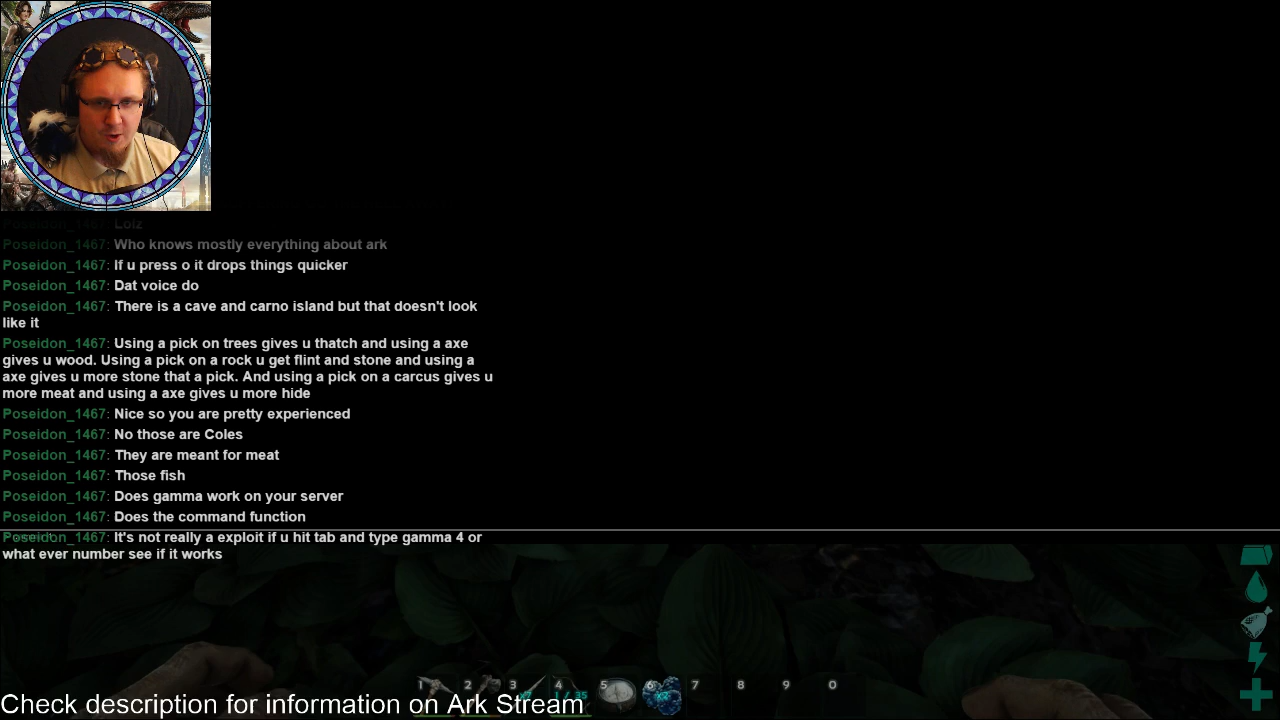 Poseidon_1467: Lolz
Poseidon_1467: Who knows mostly everything about ark
Poseidon_1467: If u press o it drops things quicker
Poseidon_1467: Dat voice do
Poseidon_1467: There is a cave and carno island but that doesn't look
like it
Poseidon_1467: Using a pick on trees gives u thatch and using a axe
gives u wood. Using a pick on a rock u get flint and stone and using a
axe gives u more stone that a pick. And using a pick on a carcus gives u
more meat and using a axe gives u more hide
Poseidon_1467: Nice so you are pretty experienced
Poseidon_1467: No those are Coles
Poseidon_1467: They are meant for meat
Poseidon_1467: Those fish
Poseidon_1467: Does gamma work on your server
Poseidon_1467: Does the command function
Poseidon_1467: It's not really a exploit if u hit tab and type gamma 4 or
what ever number see if it works
1 2 3 4 5 6 7 8 9 0
Check description for information on Ark Stream